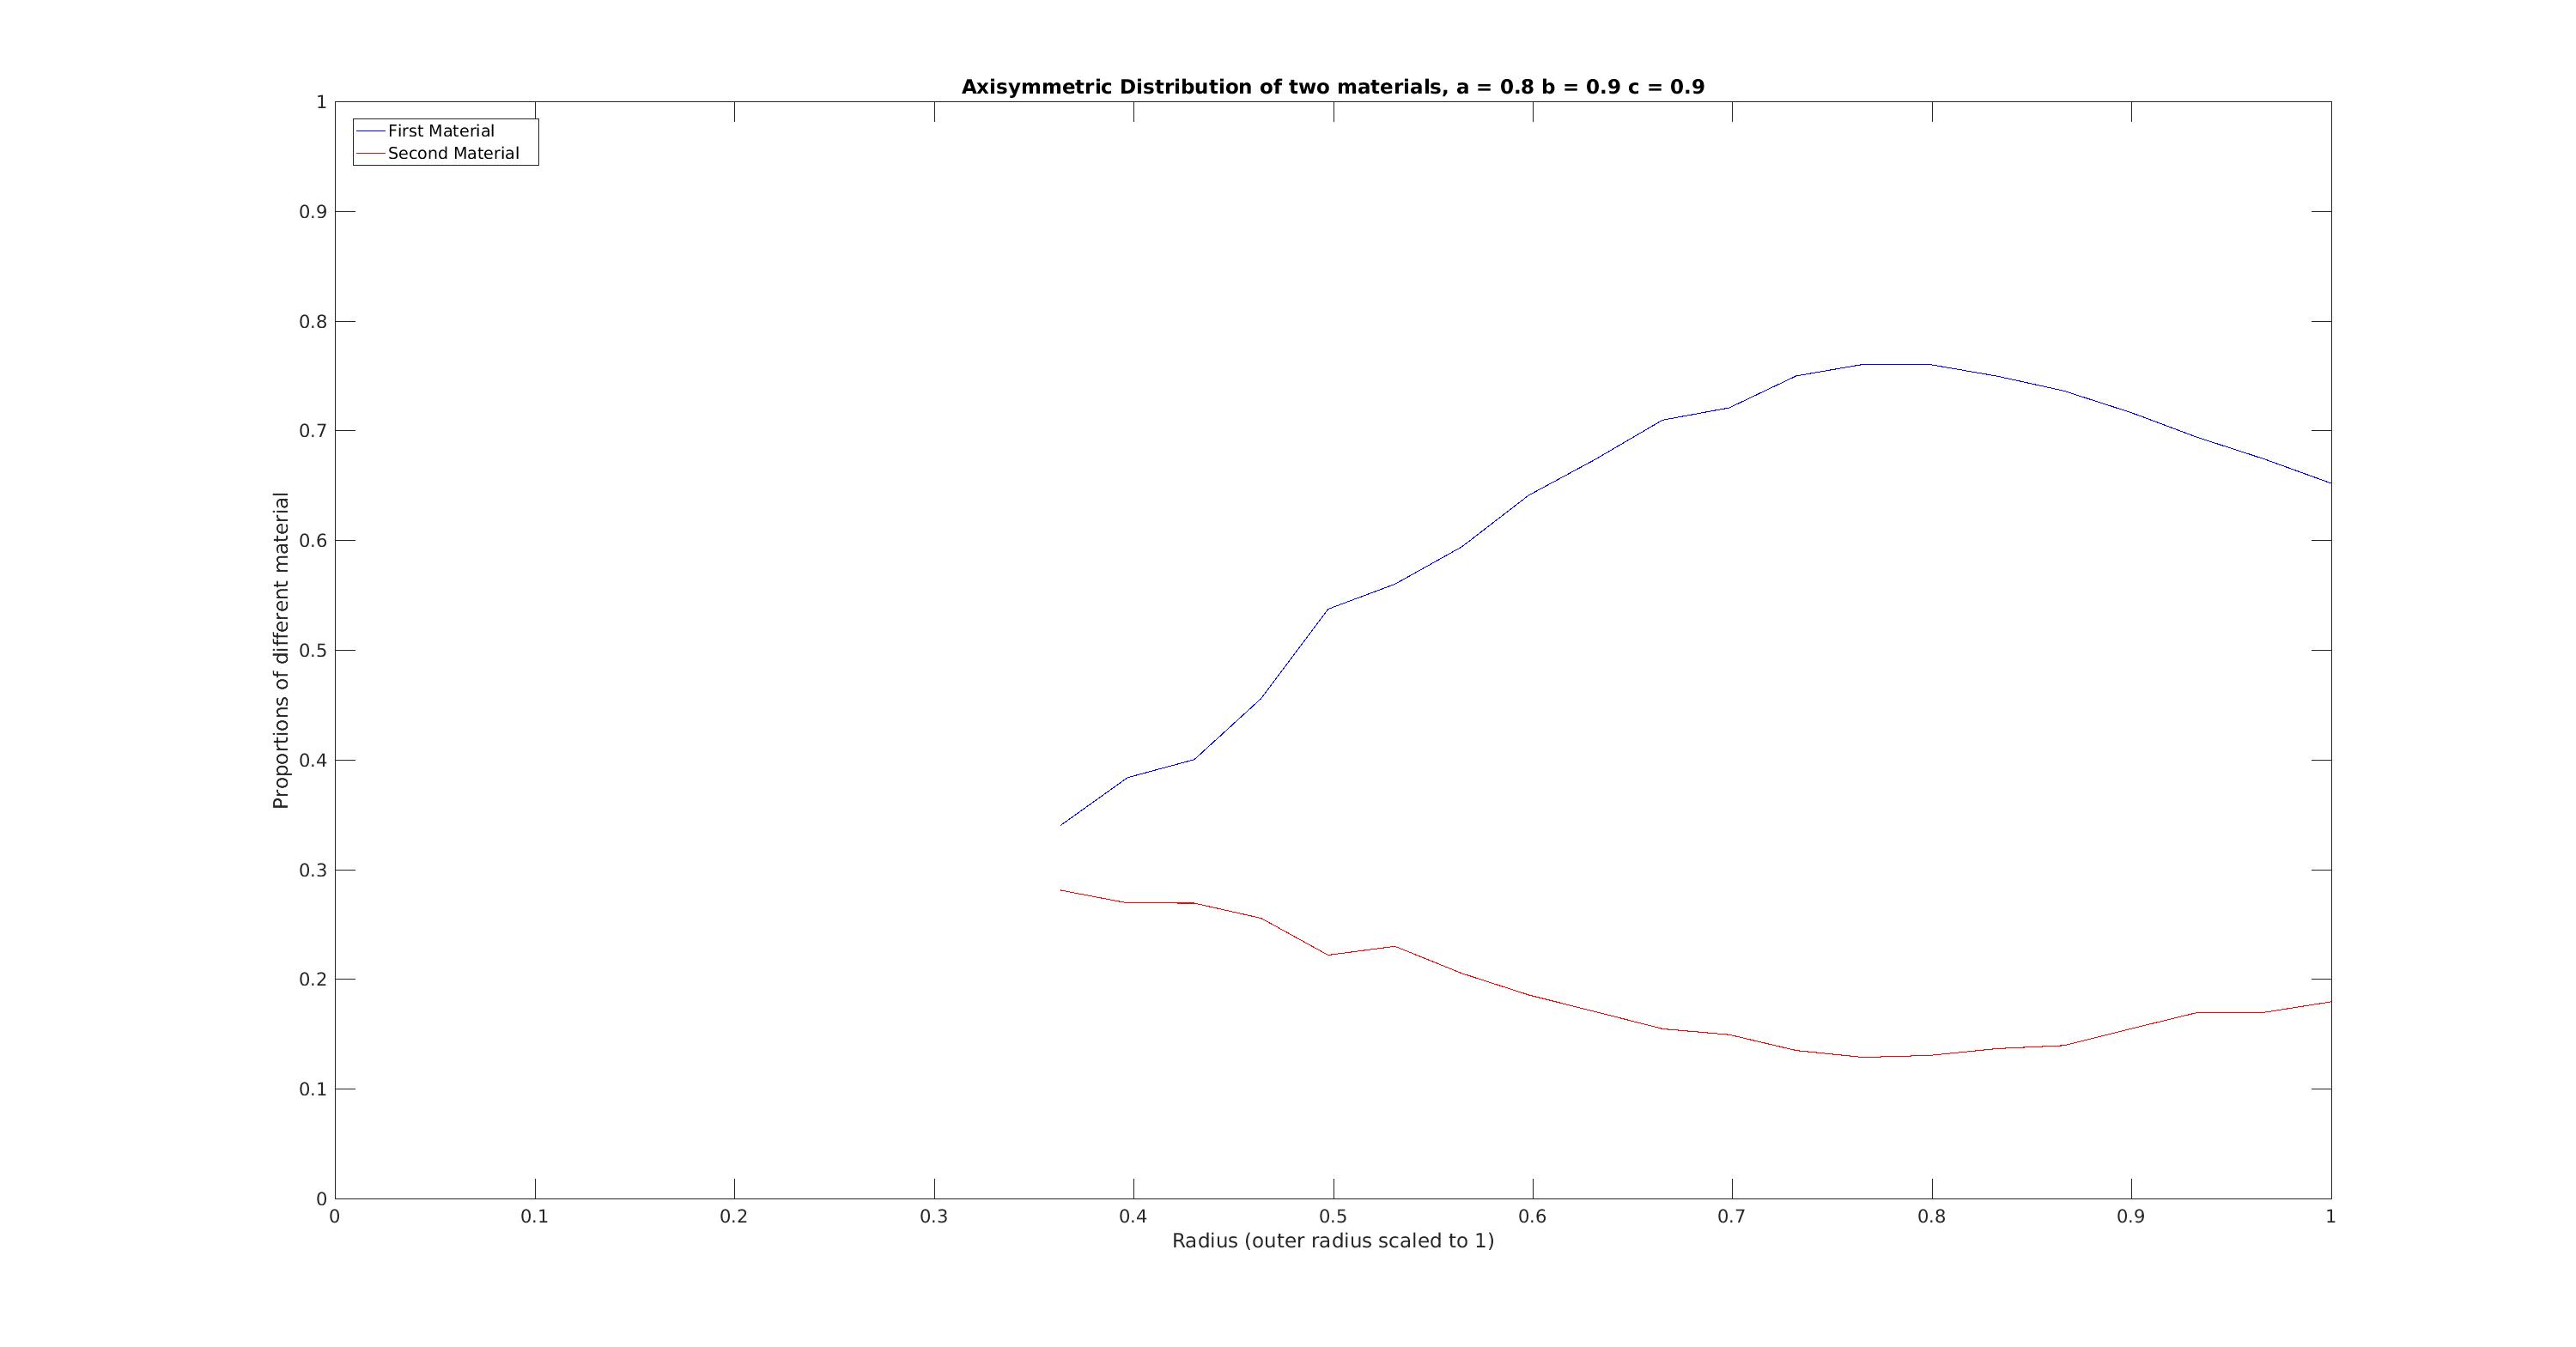 Axisymmetric Distribution of two materials, a = 0.8 b = 0.9 c = 0.9
First Material
Second Material
1
0.9
0.8
0.7
0.6
0.5
0.4
0.3
0.2
0.1
0
Proportions of different material
0 0.1 0.2 0.3 0.4 0.5 0.6 0.7 0.8 0.9 1
Radius (outer radius scaled to 1)